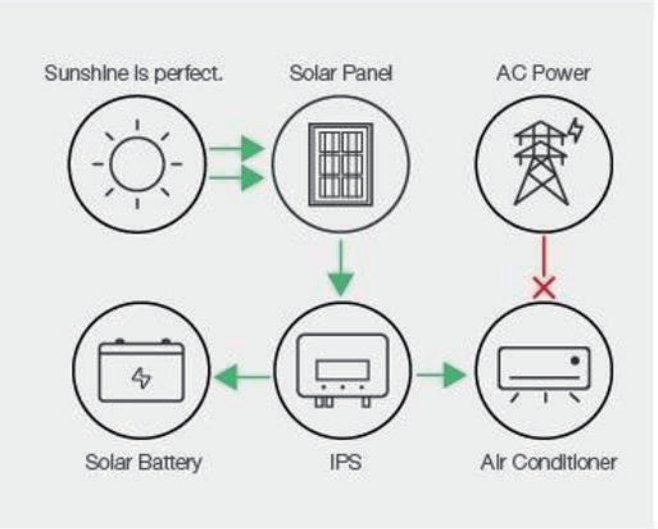 Sunshine is perfect.
Solar Panel
AC Power
Solar Battery
IPS
Air Conditioner